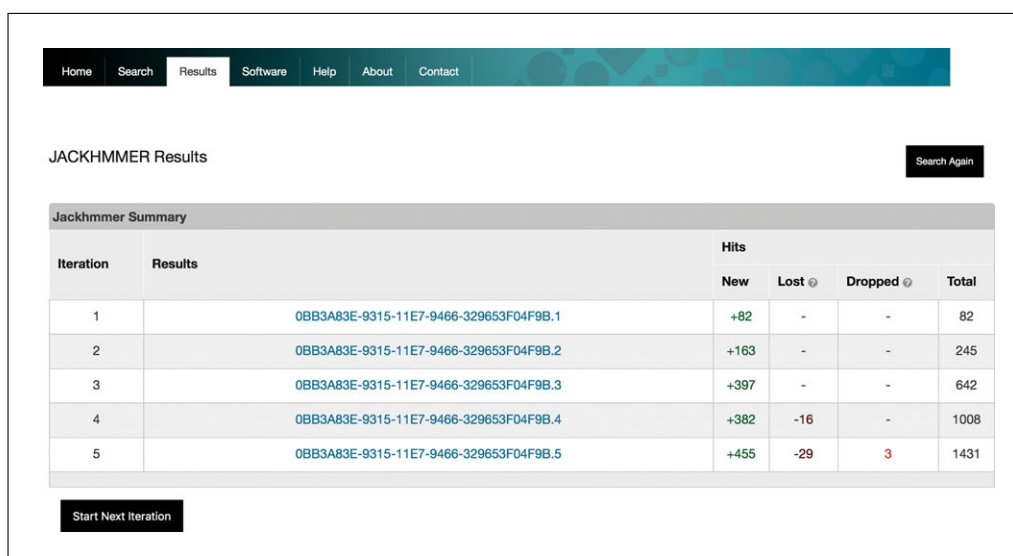 Home Search Results Software Help About Contact
JACKHMMER Results
Search Again
Jackhmmer Summary
Iteration Results Hits
New Lost Dropped Total
1 0BB3A83E-9315-11E7-9466-329653F04F9B.1 +82 - - 82
2 0BB3A83E-9315-11E7-9466-329653F04F9B.2 +163 - - 245
3 0BB3A83E-9315-11E7-9466-329653F04F9B.3 +397 - - 642
4 0BB3A83E-9315-11E7-9466-329653F04F9B.4 +382 -16 - 1008
5 0BB3A83E-9315-11E7-9466-329653F04F9B.5 +455 -29 3 1431
Start Next Iteration